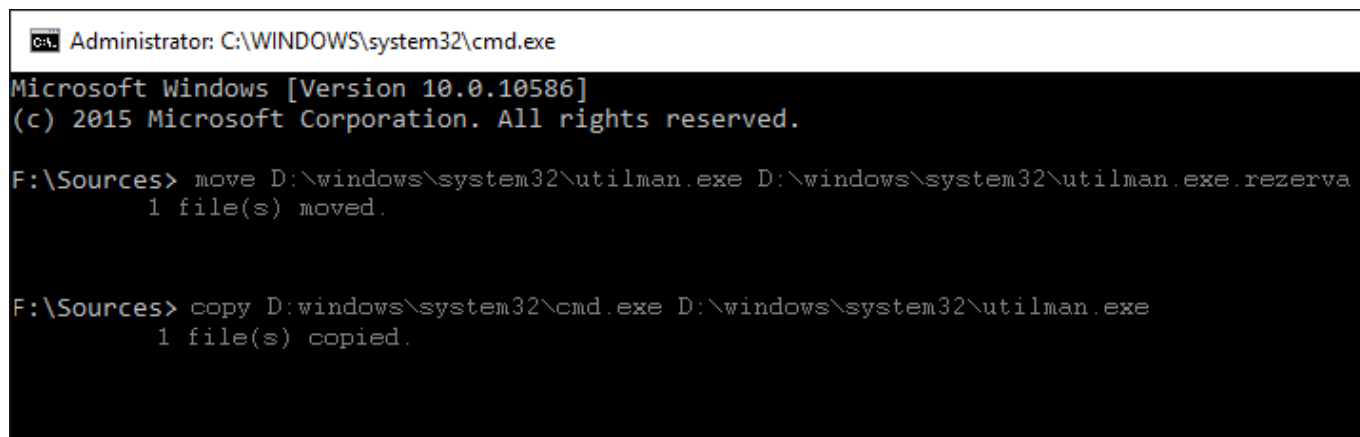 Administrator: C:\WINDOWS\system32\cmd.exe
Microsoft Windows [Version 10.0.10586]
(c) 2015 Microsoft Corporation. All rights reserved.
F:\Sources> move D:\windows\system32\utilman.exe D:\windows\system32\utilman.exe.rezerva
1 file(s) moved.
F:\Sources> copy D:windows\system32\cmd.exe D:\windows\system32\utilman.exe
1 file(s) copied.